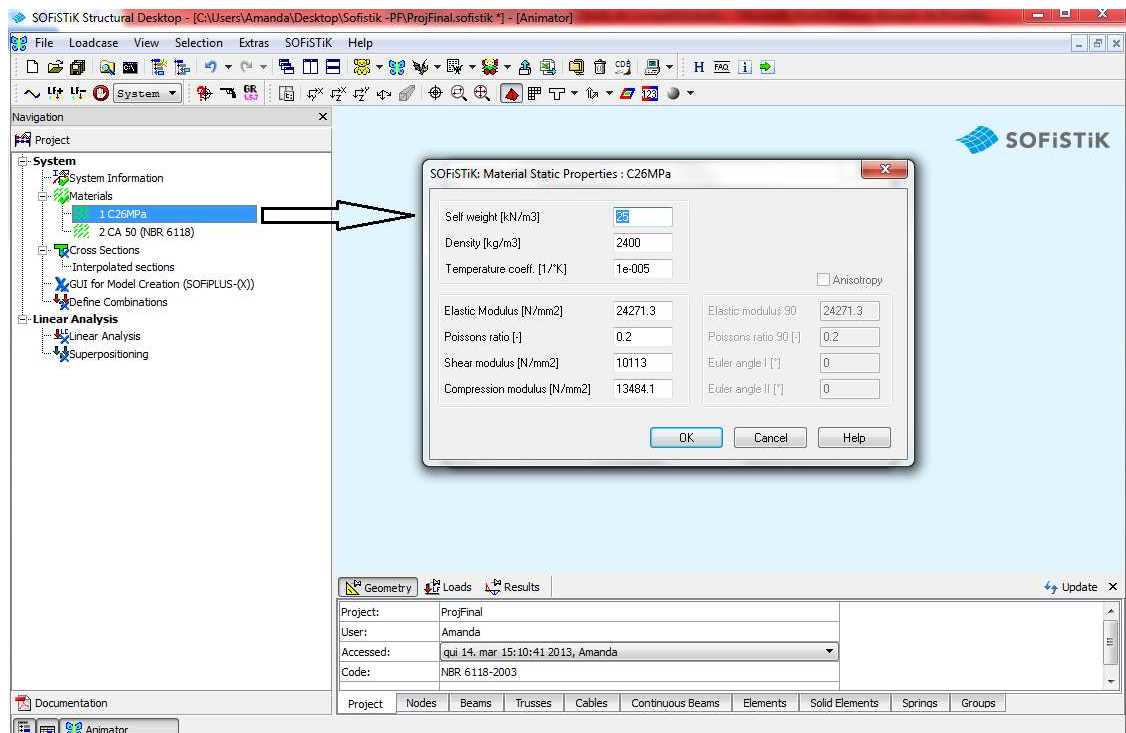 SOFiSTiK Structural Desktop - [C:\Users\Amanda\Desktop\Sofistik -PF\ProjFinal.sofistik *] - [Animator]
File Loadcase View Selection Extras SOFiSTiK Help
System
GR
H FAQ i
123
Navigation
Project
System
System Information
Materials
1 C26MPa
2 CA 50 (NBR 6118)
Cross Sections
Interpolated sections
GUI for Model Creation (SOFiPLUS-(X))
Define Combinations
Linear Analysis
Linear Analysis
Superpositioning
Documentation
Animator
SOFiSTiK
SOFiSTiK: Material Static Properties : C26MPa
Self weight [kN/m3] 25
Density [kg/m3] 2400
Temperature coeff. [1/°K] 1e-005
Anisotropy
Elastic Modulus [N/mm2] 24271.3 Elastic modulus 90 24271.3
Poissons ratio [-] 0.2 Poissons ratio 90 [-] 0.2
Shear modulus [N/mm2] 10113 Euler angle I [°] 0
Compression modulus [N/mm2] 13484.1 Euler angle II [°] 0
OK Cancel Help
Geometry Loads Results Update
Project: ProjFinal
User: Amanda
Accessed: qui 14. mar 15:10:41 2013, Amanda
Code: NBR 6118-2003
Project Nodes Beams Trusses Cables Continuous Beams Elements Solid Elements Springs Groups